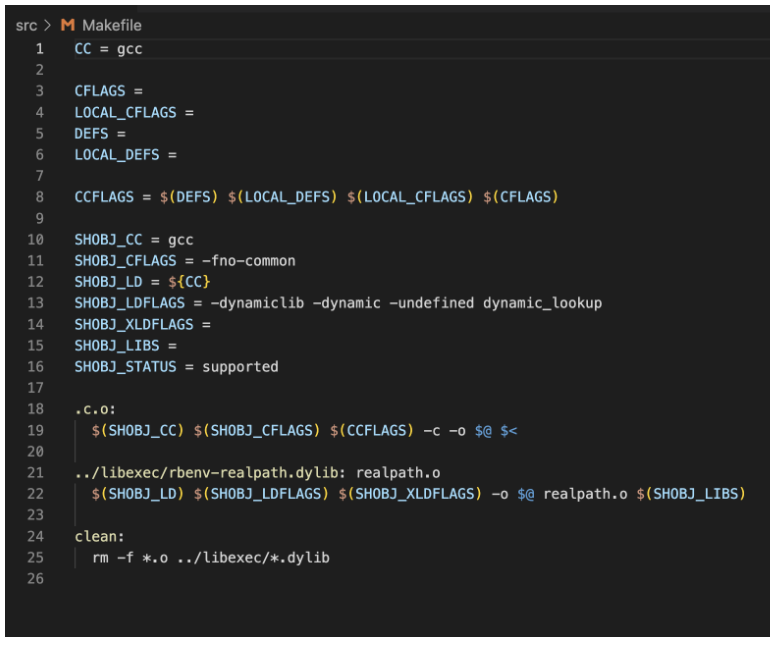 src > M Makefile
1 CC = gcc
2
3 CFLAGS =
4 LOCAL_CFLAGS =
5 DEFS =
6 LOCAL_DEFS =
7
8 CCFLAGS = $(DEFS) $(LOCAL_DEFS) $(LOCAL_CFLAGS) $(CFLAGS)
9
10 SHOBJ_CC = gcc
11 SHOBJ_CFLAGS = -fno-common
12 SHOBJ_LD = ${CC}
13 SHOBJ_LDFLAGS = -dynamiclib -dynamic -undefined dynamic_lookup
14 SHOBJ_XLDFLAGS =
15 SHOBJ_LIBS =
16 SHOBJ_STATUS = supported
17
18 .c.o:
19 $(SHOBJ_CC) $(SHOBJ_CFLAGS) $(CCFLAGS) -c -o $@ $<
20
21 ../libexec/rbenv-realpath.dylib: realpath.o
22 $(SHOBJ_LD) $(SHOBJ_LDFLAGS) $(SHOBJ_XLDFLAGS) -o $@ realpath.o $(SHOBJ_LIBS)
23
24 clean:
25 rm -f *.o ../libexec/*.dylib
26